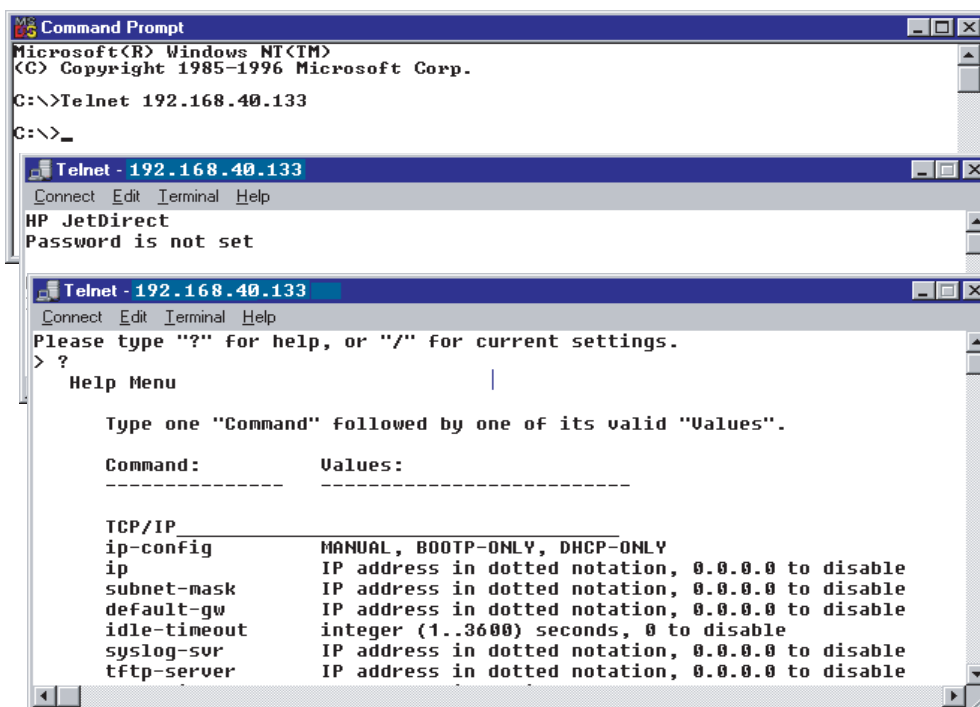 Command Prompt
Microsoft(R) Windows NT(TM)
(C) Copyright 1985-1996 Microsoft Corp.
C:\>Telnet 192.168.40.133
C:\>_
Telnet - 192.168.40.133
Connect Edit Terminal Help
HP JetDirect
Password is not set
Telnet - 192.168.40.133
Connect Edit Terminal Help
Please type "?" for help, or "/" for current settings.
> ?
Help Menu
Type one "Command" followed by one of its valid "Values".
Command: Values:
--------------- --------------------------
TCP/IP_____________________________________
ip-config MANUAL, BOOTP-ONLY, DHCP-ONLY
ip IP address in dotted notation, 0.0.0.0 to disable
subnet-mask IP address in dotted notation, 0.0.0.0 to disable
default-gw IP address in dotted notation, 0.0.0.0 to disable
idle-timeout integer (1..3600) seconds, 0 to disable
syslog-svr IP address in dotted notation, 0.0.0.0 to disable
tftp-server IP address in dotted notation, 0.0.0.0 to disable